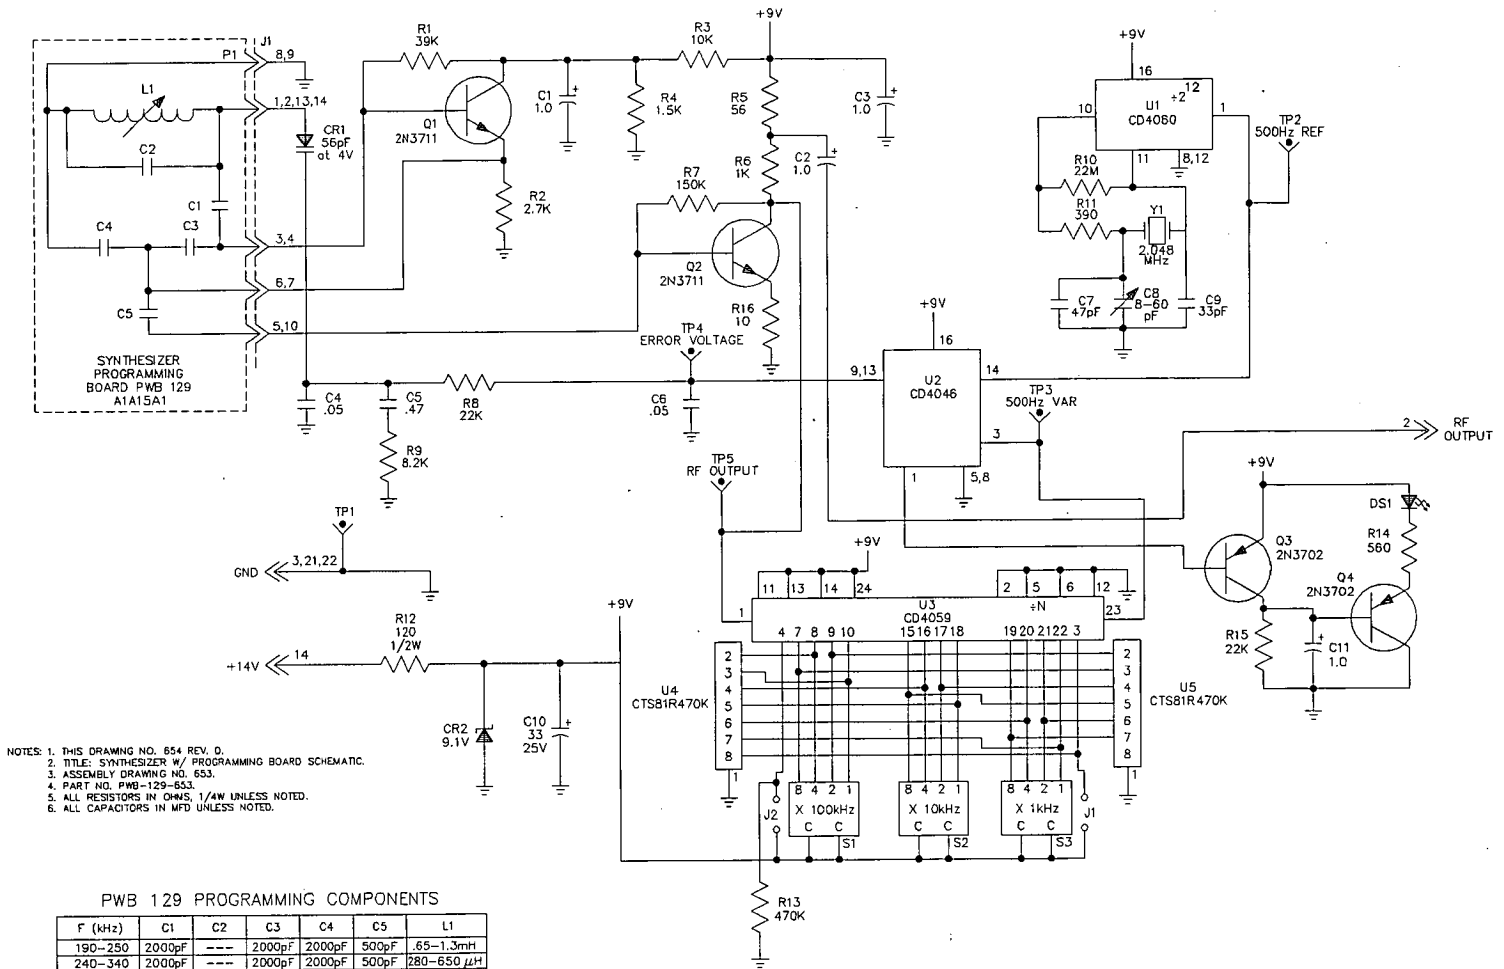 +9V
R1
39K
R3
10K
P1
J1
8,9
L1
1,2,13,14
C2
C1
C4
C3
3,4
6,7
C5
5,10
SYNTHESIZER
PROGRAMMING
BOARD PWB 129
A1A15A1
CR1
56pF
at 4V
Q1
2N3711
C1
1.0
+
R4
1.5K
R5
56
C3
1.0
+
R2
2.7K
R6
1K
C2
1.0
+
R7
150K
Q2
2N3711
R16
10
+9V
16
12
÷2
U1
CD4060
10
1
11
8,12
TP2
500Hz REF
R10
22M
R11
390
Y1
2.048
MHz
C7
47pF
C8
8-60
pF
C9
33pF
TP4
ERROR VOLTAGE
C4
.05
C5
.47
R8
22K
R9
8.2K
C6
.05
+9V
16
9,13
U2
CD4046
14
3
1
5,8
TP3
500Hz VAR
2
RF
OUTPUT
TP5
RF OUTPUT
TP1
GND
3,21,22
+9V
DS1
Q3
2N3702
R14
560
Q4
2N3702
R15
22K
C11
1.0
+
+9V
11 13 14 24
2 5 6 12
1
U3
CD4059
÷N
23
4 7 8 9 10
15 16 17 18
19 20 21 22 3
+14V
14
R12
120
1/2W
+9V
CR2
9.1V
C10
33
25V
+
U4
CTS81R470K
2
3
4
5
6
7
8
1
U5
CTS81R470K
2
3
4
5
6
7
8
1
J2
8 4 2 1
X 100kHz
C C
S1
8 4 2 1
X 10kHz
C C
S2
8 4 2 1
X 1kHz
C C
S3
J1
R13
470K
NOTES: 1. THIS DRAWING NO. 654 REV. D.
2. TITLE: SYNTHESIZER W/ PROGRAMMING BOARD SCHEMATIC.
3. ASSEMBLY DRAWING NO. 653.
4. PART NO. PWB-129-653.
5. ALL RESISTORS IN OHMS, 1/4W UNLESS NOTED.
6. ALL CAPACITORS IN MFD UNLESS NOTED.
PWB 129 PROGRAMMING COMPONENTS
F (kHz) C1 C2 C3 C4 C5 L1
190-250 2000pF --- 2000pF 2000pF 500pF .65-1.3mH
240-340 2000pF --- 2000pF 2000pF 500pF 280-650 µH